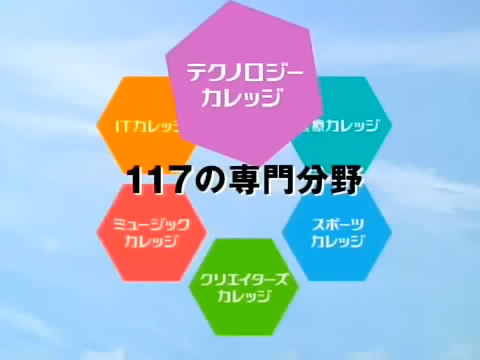 テクノロジー
カレッジ
ITカレッジ
療カレッジ
117の専門分野
ミュージック
カレッジ
スポーツ
カレッジ
クリエイターズ
カレッジ